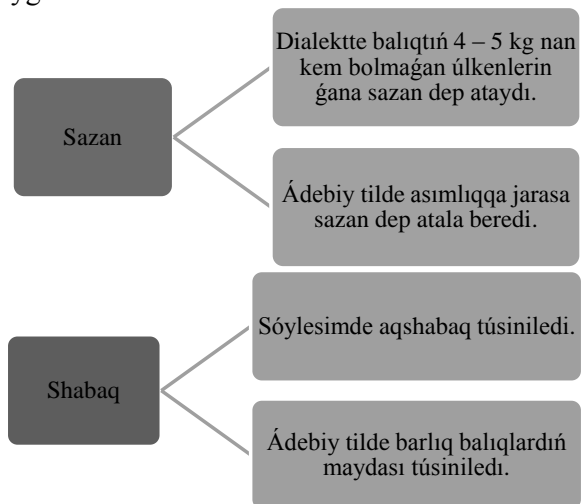 Sazan
Dialektte balıqtıń 4 – 5 kg nan
kem bolmaǵan úlkenlerin
ǵana sazan dep ataydı.
Ádebiy tilde asımlıqqa jarasa
sazan dep atala beredi.
Shabaq
Sóylesimde aqshabaq túsiniledi.
Ádebiy tilde barlıq balıqlardıń
maydası túsiniledı.